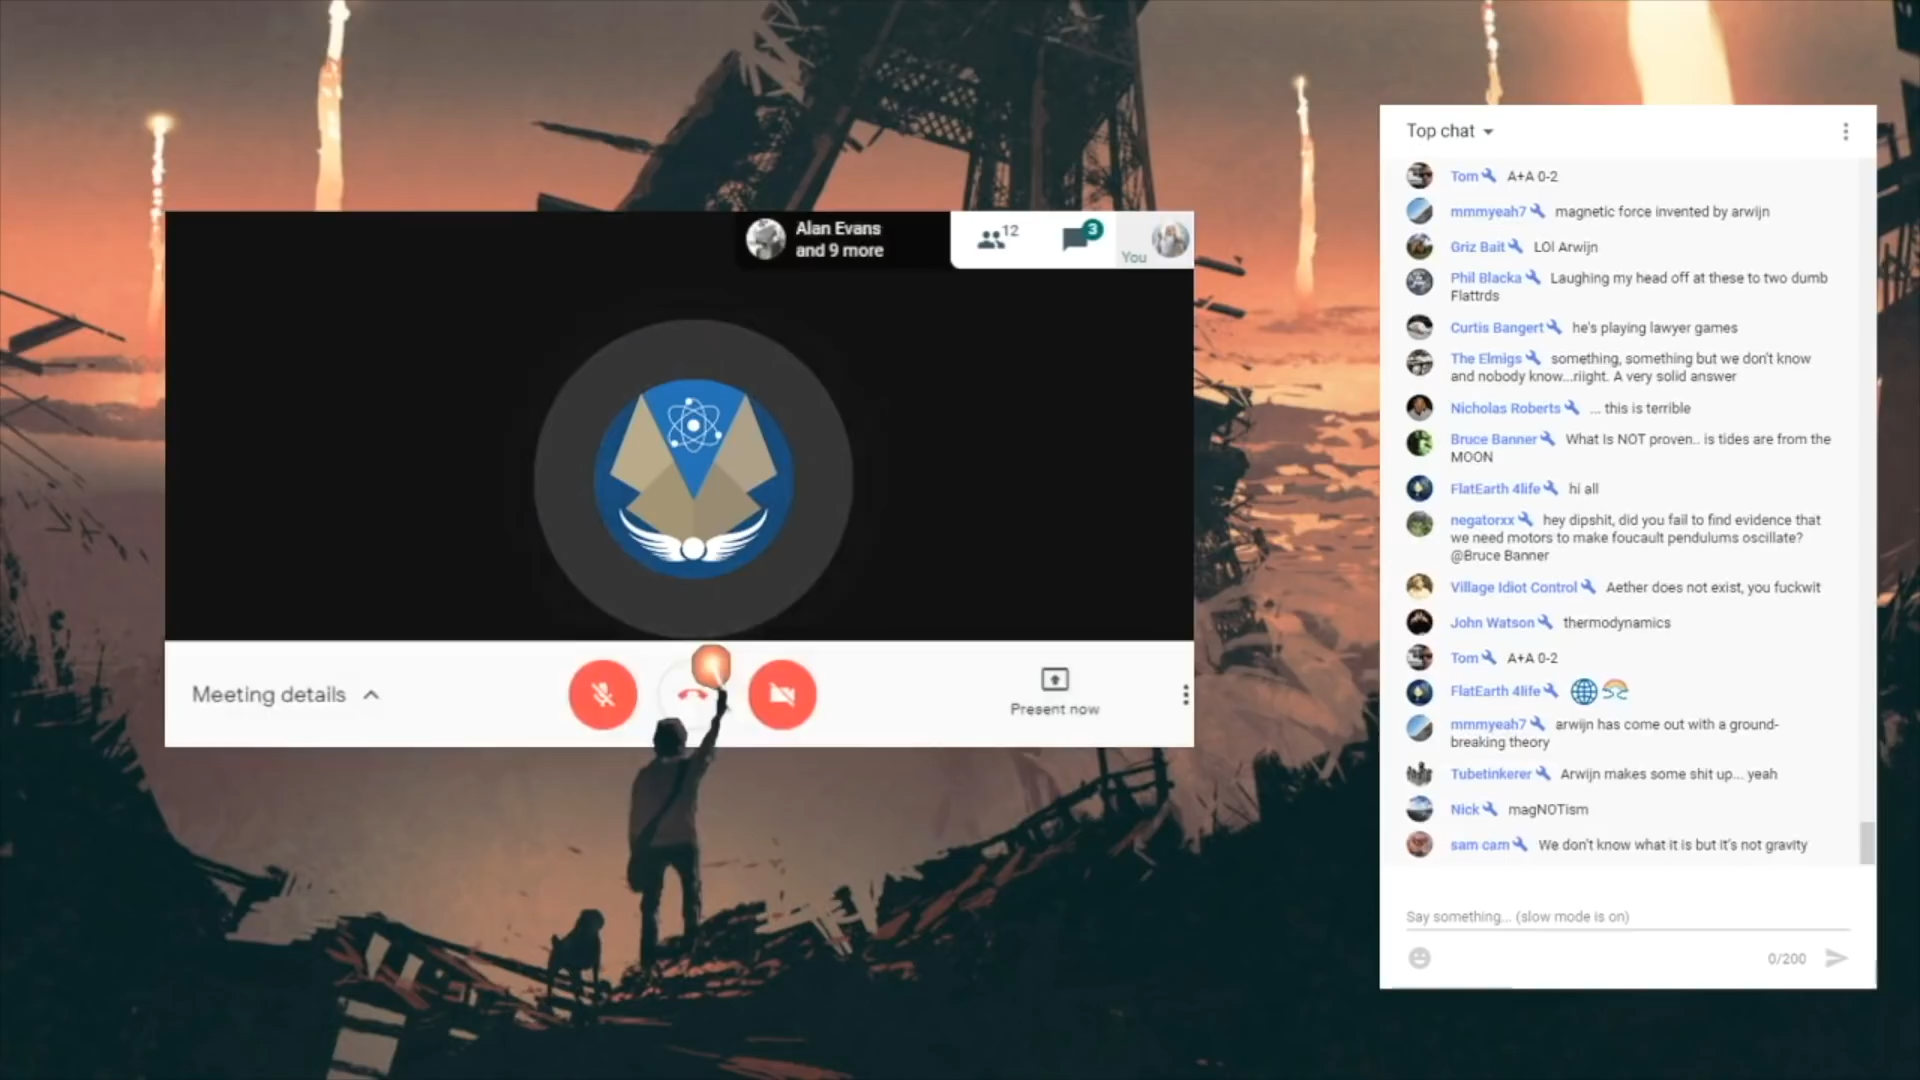 Alan Evans
and 9 more
12
3
You
Meeting details
Present now
Top chat
Tom A+A 0-2
mmmyeah7 magnetic force invented by arwijn
Griz Bait LOl Arwijn
Phil Blacka Laughing my head off at these to two dumb
Flattrds
Curtis Bangert he's playing lawyer games
The Elmigs something, something but we don't know
and nobody know...riight. A very solid answer
Nicholas Roberts ... this is terrible
Bruce Banner What Is NOT proven.. is tides are from the
MOON
FlatEarth 4life hi all
negatorxx hey dipshit, did you fail to find evidence that
we need motors to make foucault pendulums oscillate?
@Bruce Banner
Village Idiot Control Aether does not exist, you fuckwit
John Watson thermodynamics
Tom A+A 0-2
FlatEarth 4life
mmmyeah7 arwijn has come out with a ground-
breaking theory
Tubetinkerer Arwijn makes some shit up... yeah
Nick magNOTism
sam cam We don't know what it is but it's not gravity
Say something... (slow mode is on)
0/200